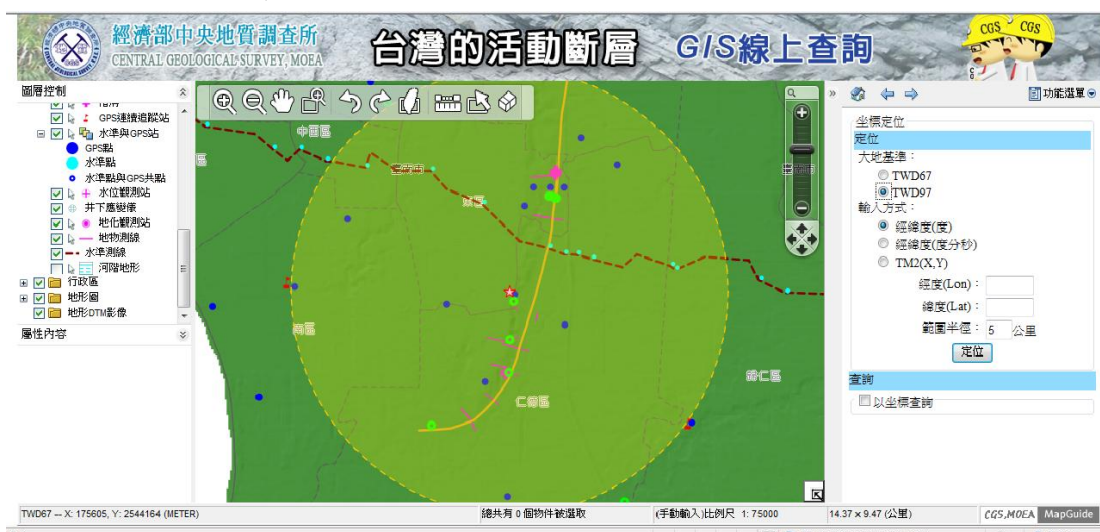 經濟部中央地質調查所
CENTRAL GEOLOGICAL SURVEY, MOEA
台灣的活動斷層
GIS線上查詢
CGS
CGS
圖層控制
GPS連續追蹤站
水準與GPS站
GPS點
水準點
水準點與GPS共點
水位觀測站
井下應變儀
地化觀測站
地物測線
水準測線
河階地形
行政區
地形圖
地形DTM影像
屬性內容
中西區
南區
仁德區
歸仁區
功能選單
坐標定位
定位
大地基準：
TWD67
TWD97
輸入方式：
經緯度(度)
經緯度(度分秒)
TM2(X,Y)
經度(Lon)：
緯度(Lat)：
範圍半徑： 5 公里
定位
查詢
以坐標查詢
TWD67 -- X: 175605, Y: 2544164 (METER)
總共有 0 個物件被選取
(手動輸入)比例尺 1: 75000
14.37 × 9.47 (公里)
CGS,MOEA MapGuide